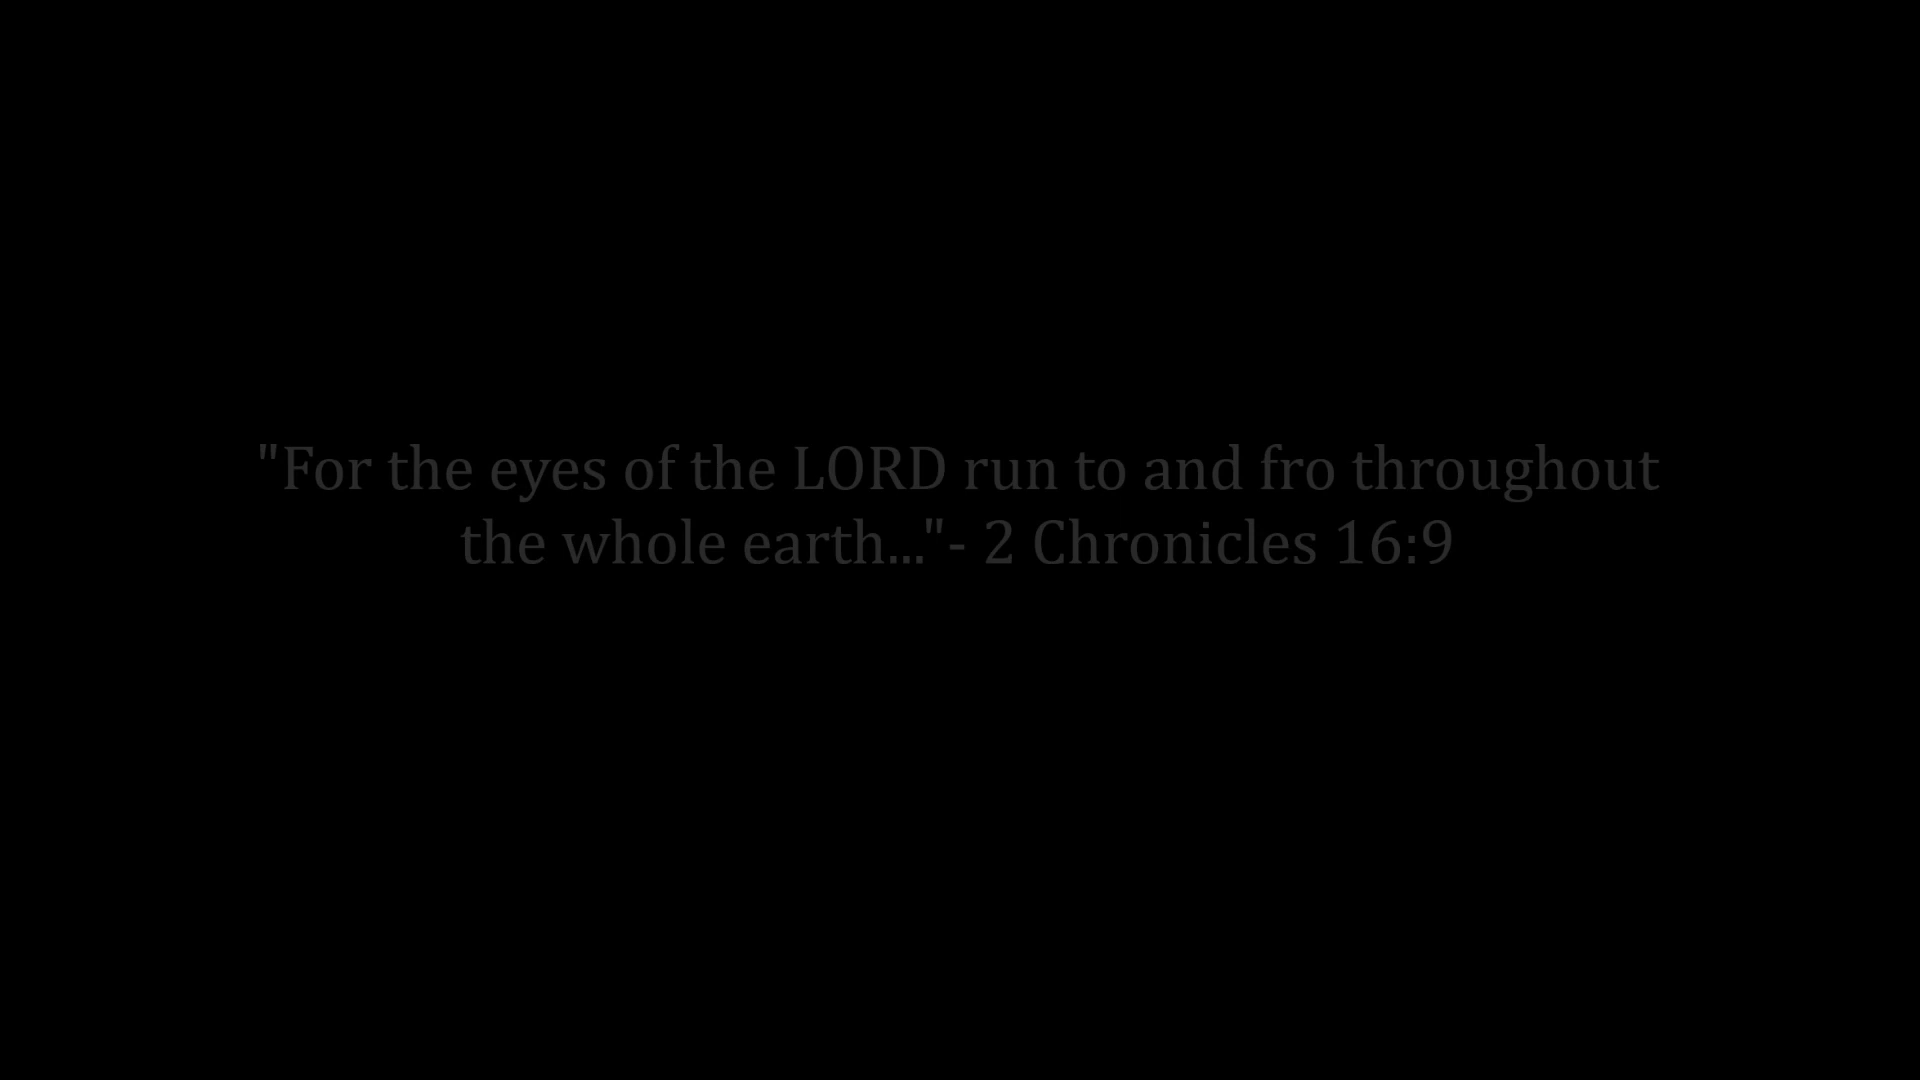 "For the eyes of the LORD run to and fro throughout
the whole earth..."- 2 Chronicles 16:9